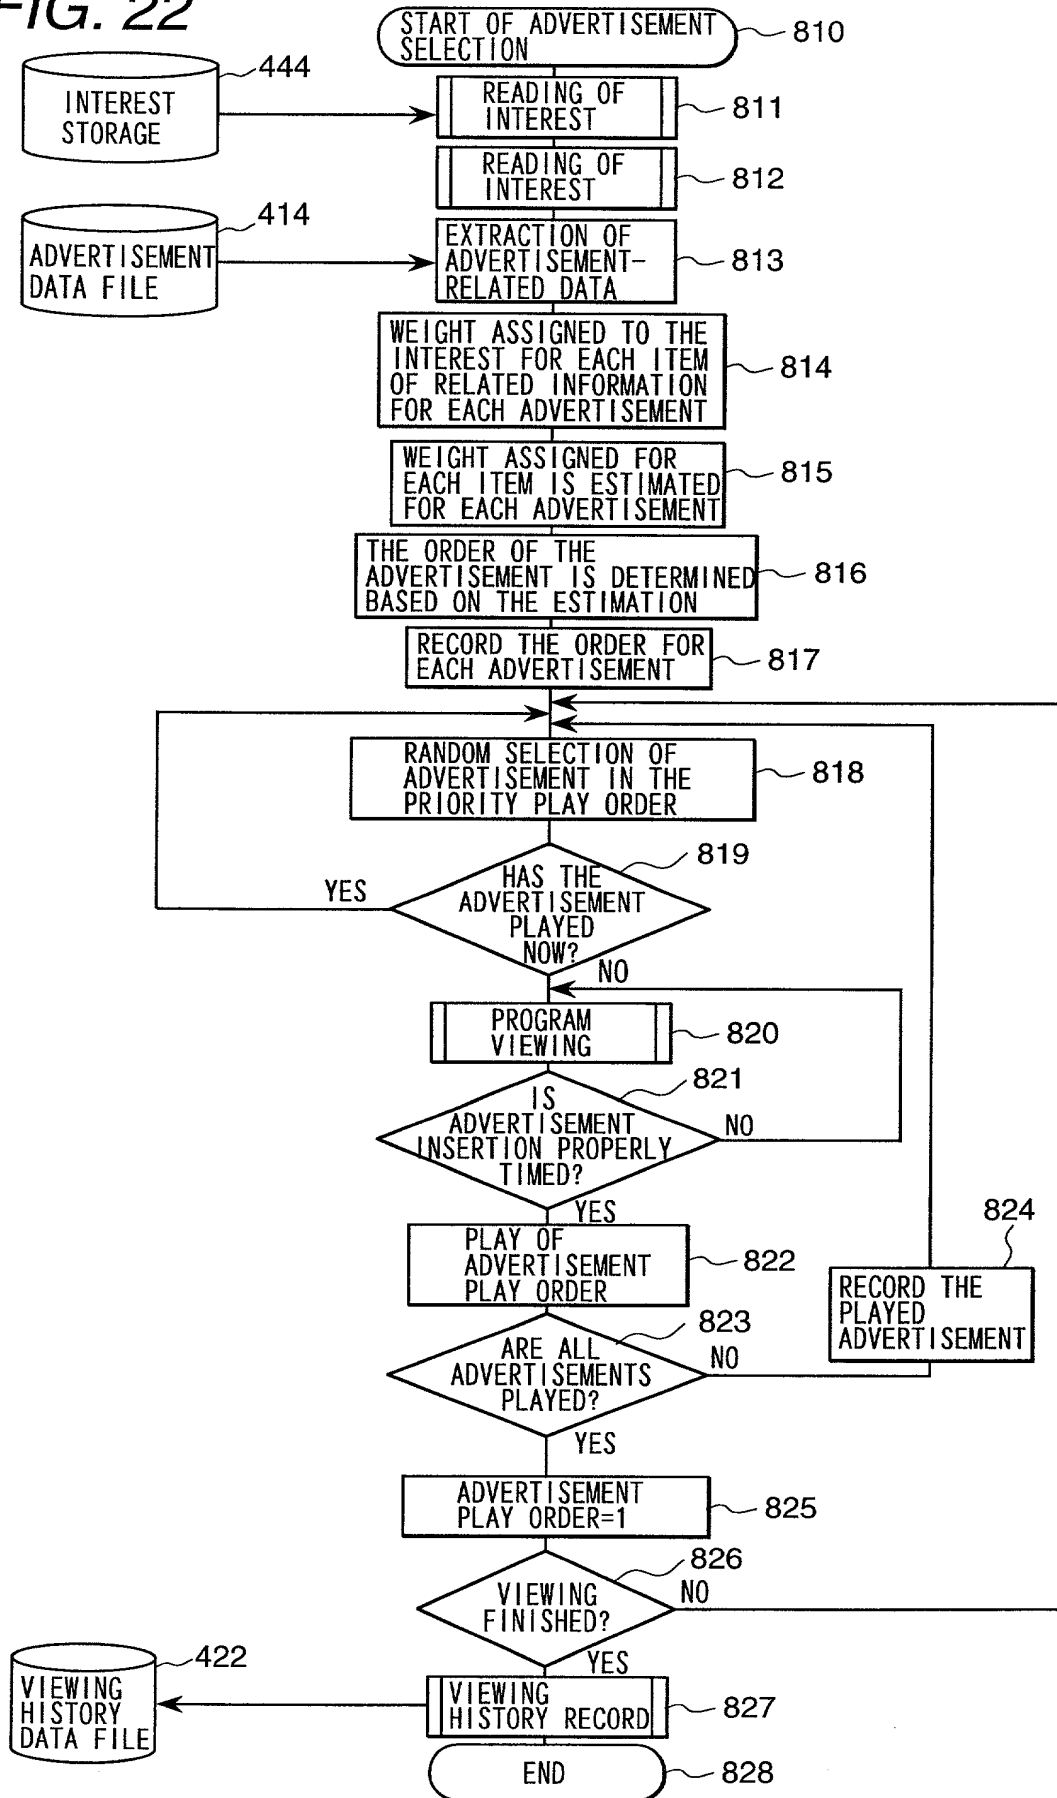 FIG. 22
START OF ADVERTISEMENT
SELECTION
810
444
INTEREST
STORAGE
READING OF
INTEREST
811
READING OF
INTEREST
812
414
ADVERTISEMENT
DATA FILE
EXTRACTION OF
ADVERTISEMENT-
RELATED DATA
813
WEIGHT ASSIGNED TO THE
INTEREST FOR EACH ITEM
OF RELATED INFORMATION
FOR EACH ADVERTISEMENT
814
WEIGHT ASSIGNED FOR
EACH ITEM IS ESTIMATED
FOR EACH ADVERTISEMENT
815
THE ORDER OF THE
ADVERTISEMENT IS DETERMINED
BASED ON THE ESTIMATION
816
RECORD THE ORDER FOR
EACH ADVERTISEMENT
817
RANDOM SELECTION OF
ADVERTISEMENT IN THE
PRIORITY PLAY ORDER
818
819
HAS THE
ADVERTISEMENT
PLAYED
NOW?
YES
NO
PROGRAM
VIEWING
820
821
IS
ADVERTISEMENT
INSERTION PROPERLY
TIMED?
NO
YES
PLAY OF
ADVERTISEMENT
PLAY ORDER
822
824
RECORD THE
PLAYED
ADVERTISEMENT
823
ARE ALL
ADVERTISEMENTS
PLAYED?
NO
YES
ADVERTISEMENT
PLAY ORDER=1
825
826
VIEWING
FINISHED?
NO
YES
422
VIEWING
HISTORY
DATA FILE
VIEWING
HISTORY RECORD
827
END
828